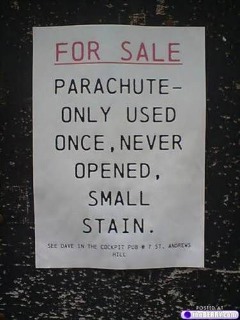 FOR SALE
PARACHUTE-
ONLY USED
ONCE, NEVER
OPENED,
SMALL
STAIN.
SEE DAVE IN THE COCKPIT PUB @ 7 ST. ANDREWS
HILL
POSTED AT